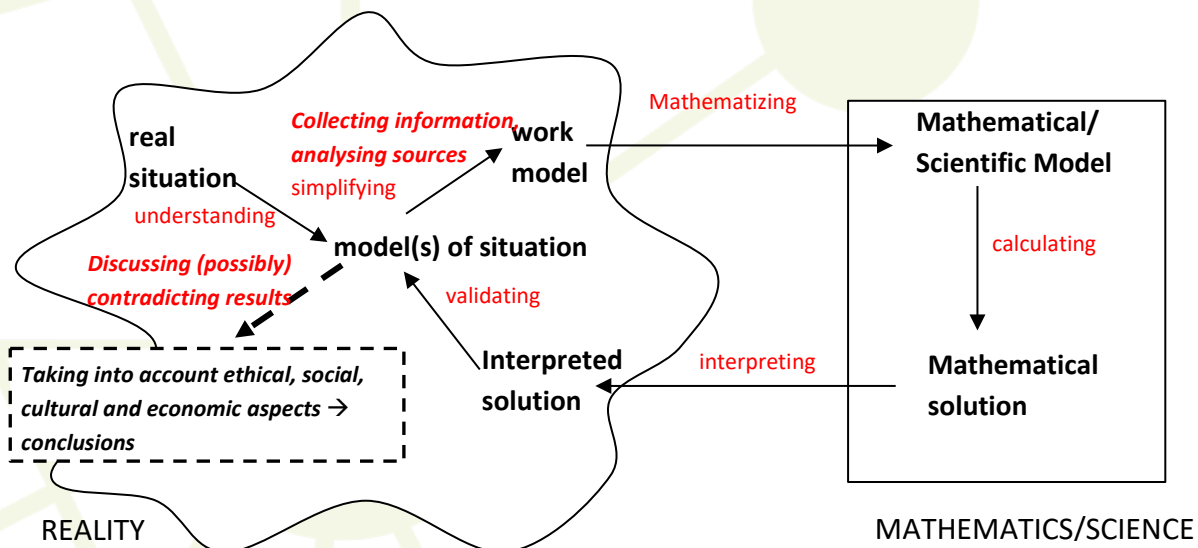 real
situation
understanding
Collecting information,
analysing sources
simplifying
work
model
Mathematizing
Mathematical/
Scientific Model
calculating
model(s) of situation
Discussing (possibly)
contradicting results
validating
Interpreted
solution
interpreting
Mathematical
solution
Taking into account ethical, social,
cultural and economic aspects →
conclusions
REALITY
MATHEMATICS/SCIENCE